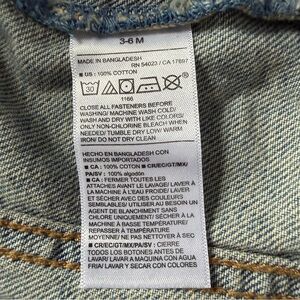 3-6 M
MADE IN BANGLADESH
RN 54023 / CA 17897
■ US : 100% COTTON
30
1166
CLOSE ALL FASTENERS BEFORE
WASHING/ MACHINE WASH COLD/
WASH AND DRY WITH LIKE COLORS/
ONLY NON-CHLORINE BLEACH WHEN
NEEDED/ TUMBLE DRY LOW/ WARM
IRON/ DO NOT DRY CLEAN
HECHO EN BANGLADESH CON
INSUMOS IMPORTADOS
■ CA : 100% COTON ■ CR/EC/GT/MX/
PA/SV : 100% algodón
■ CA : FERMER TOUTES LES
ATTACHES AVANT LE LAVAGE/ LAVER À
LA MACHINE À L'EAU FROIDE/ LAVER
ET SÉCHER AVEC DES COULEURS
SEMBLABLES/ UTILISER AU BESOIN UN
AGENT DE BLANCHIMENT SANS
CHLORE UNIQUEMENT/ SÉCHER À LA
MACHINE À BASSE TEMPÉRATURE/
REPASSAGE À TEMPÉRATURE
MOYENNE/ NE PAS NETTOYER À SEC
■ CR/EC/GT/MX/PA/SV : CIERRE
TODOS LOS BOTONES ANTES DE
LAVAR/ LAVAR A MAQUINA CON AGUA
FRIA/ LAVAR Y SECAR CON COLORES